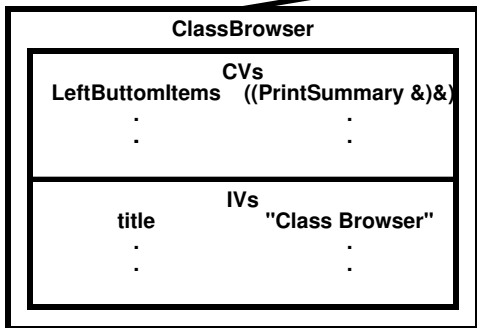 ClassBrowser
CVs
LeftButtomItems ((PrintSummary &)&)
. .
. .
IVs
title "Class Browser"
. .
. .